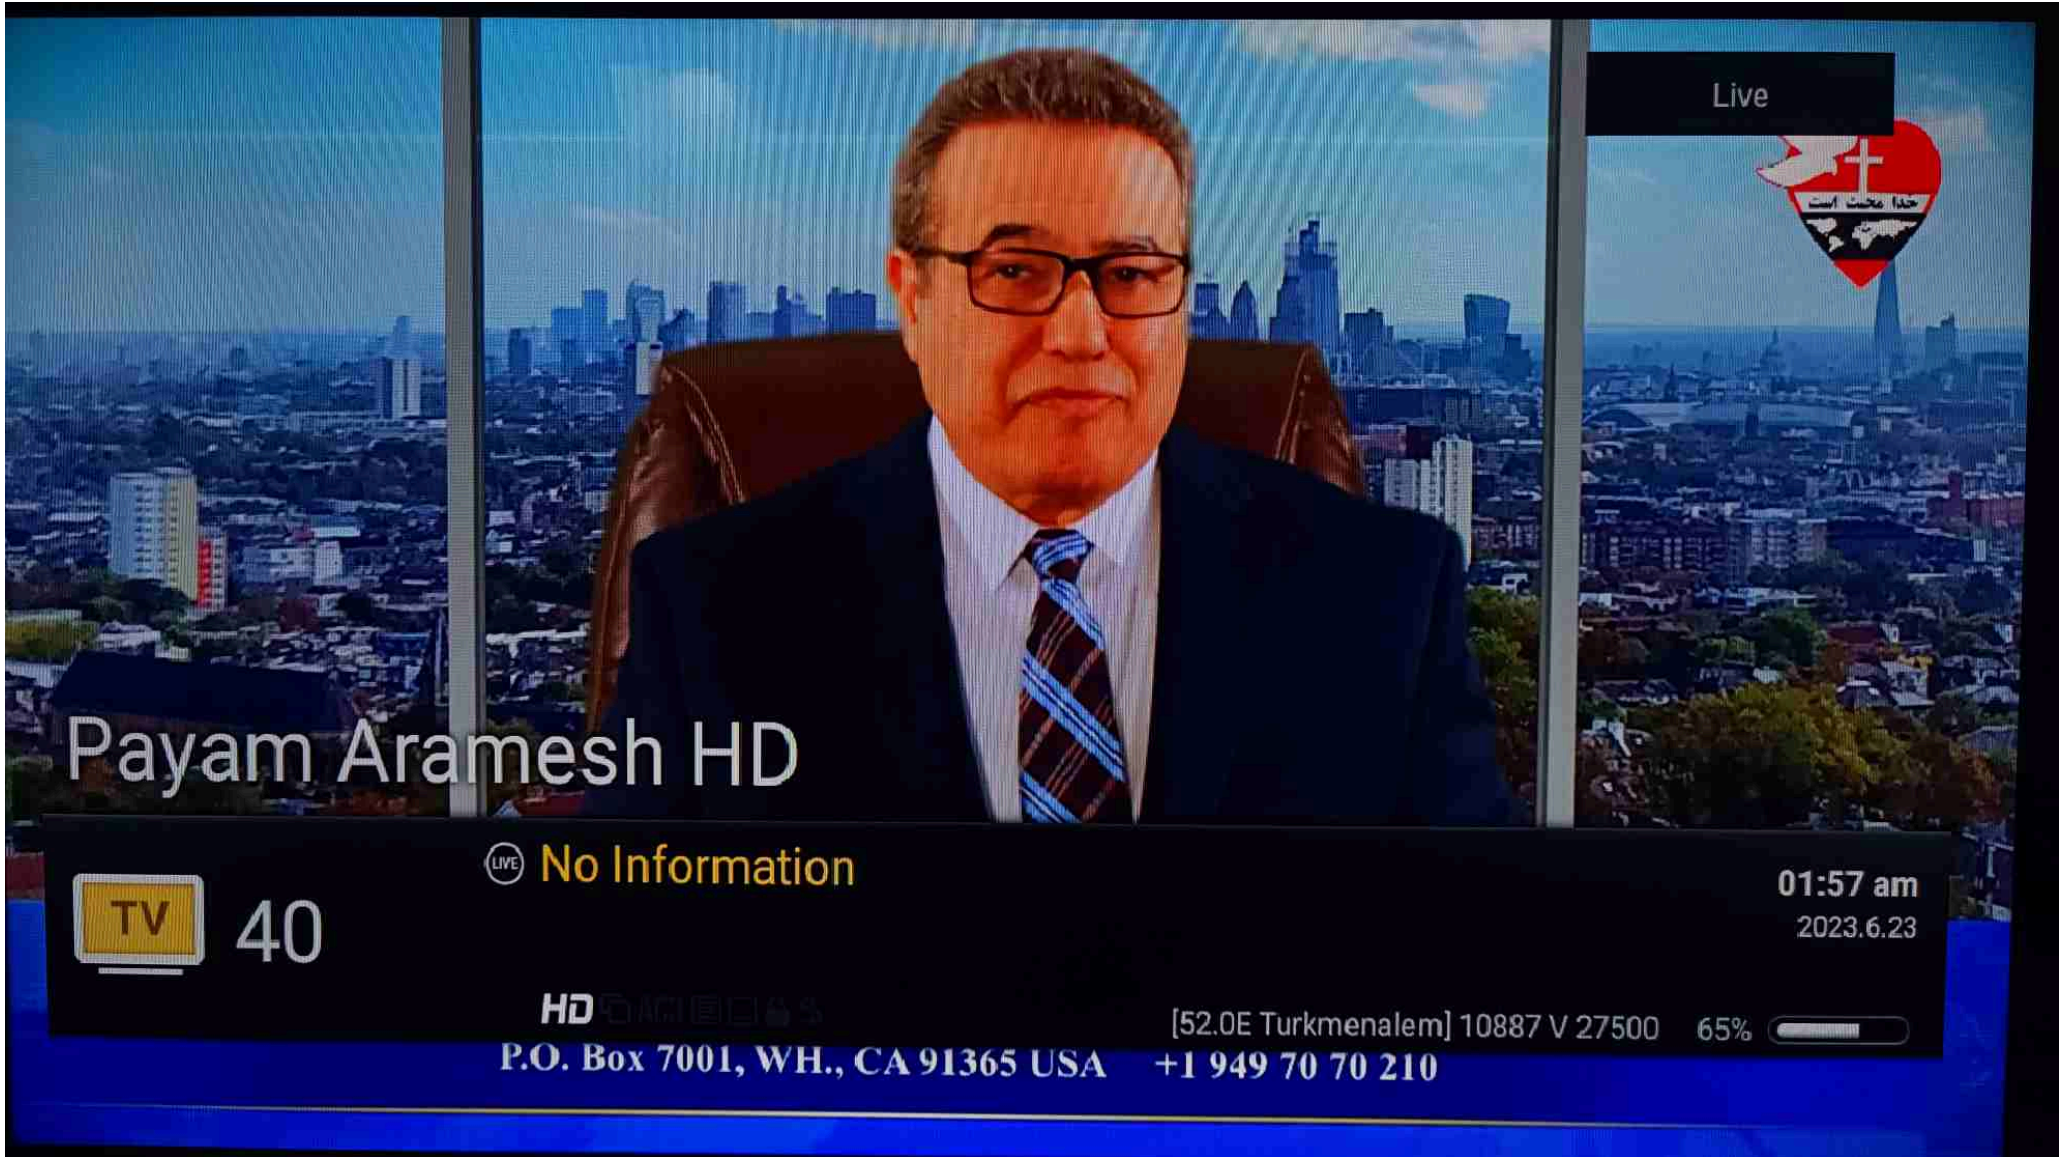 Live
خدا محبت است
Payam Aramesh HD
LIVE No Information
01:57 am
TV 40
2023.6.23
HD
[52.0E Turkmenalem] 10887 V 27500 65%
P.O. Box 7001, WH., CA 91365 USA +1 949 70 70 210